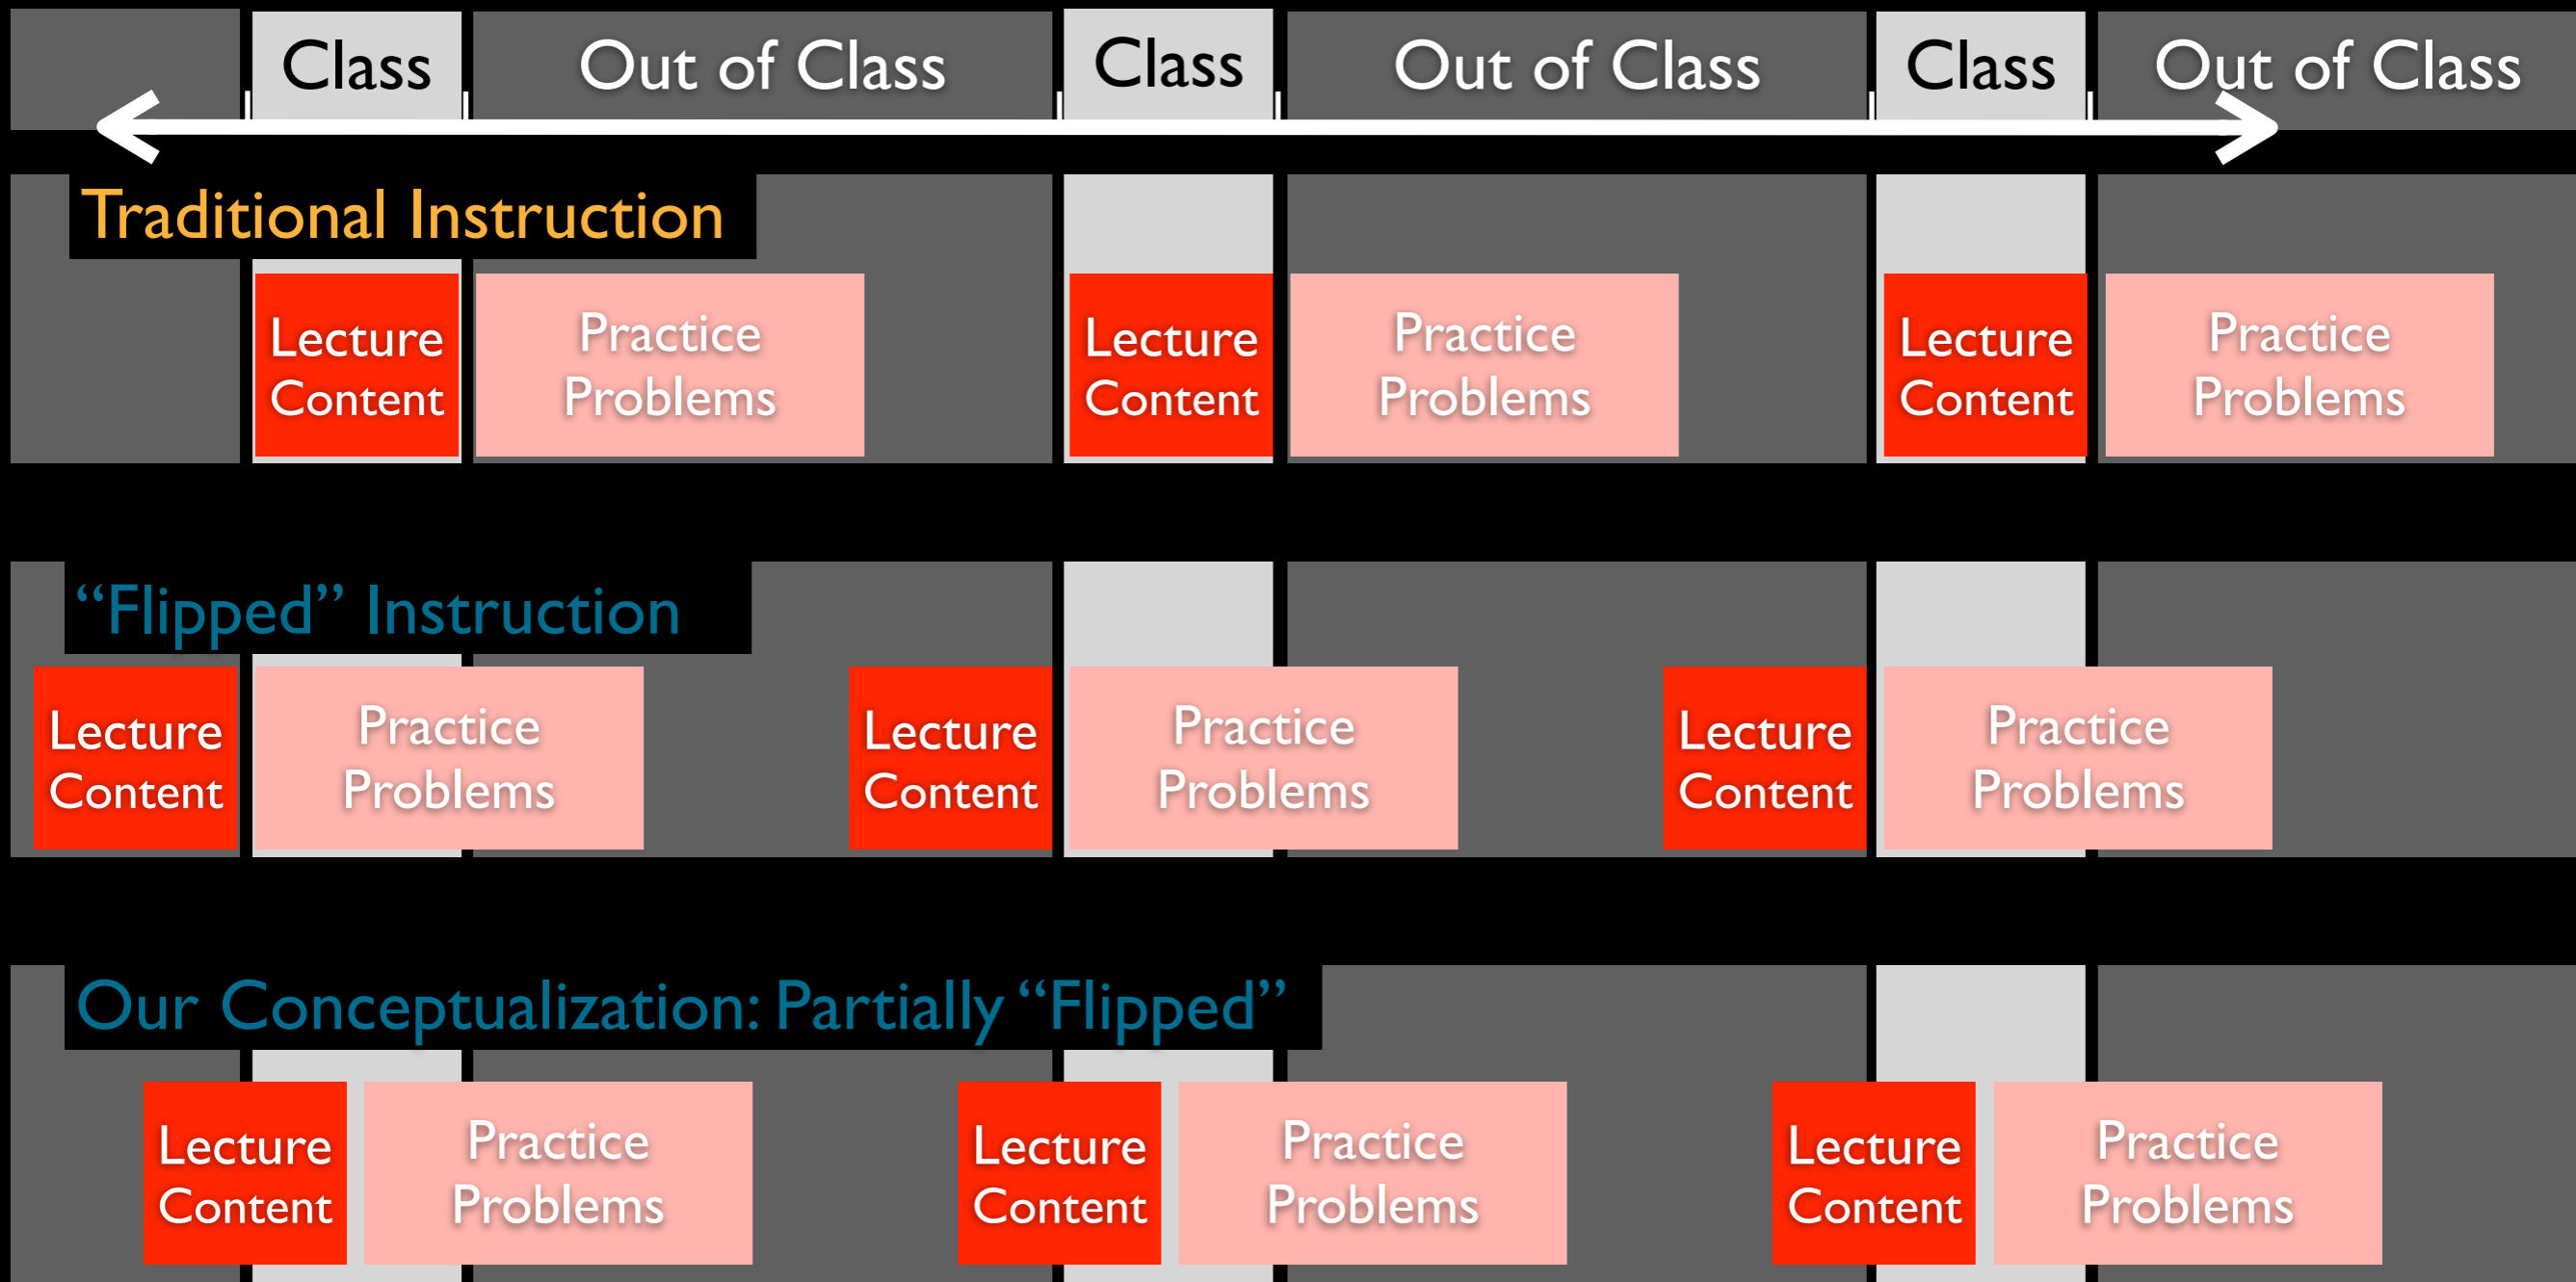 Class Out of Class Class Out of Class Class Out of Class
Traditional Instruction
Lecture
Content
Practice
Problems
Lecture
Content
Practice
Problems
Lecture
Content
Practice
Problems
“Flipped” Instruction
Lecture
Content
Practice
Problems
Lecture
Content
Practice
Problems
Lecture
Content
Practice
Problems
Our Conceptualization: Partially “Flipped”
Lecture
Content
Practice
Problems
Lecture
Content
Practice
Problems
Lecture
Content
Practice
Problems